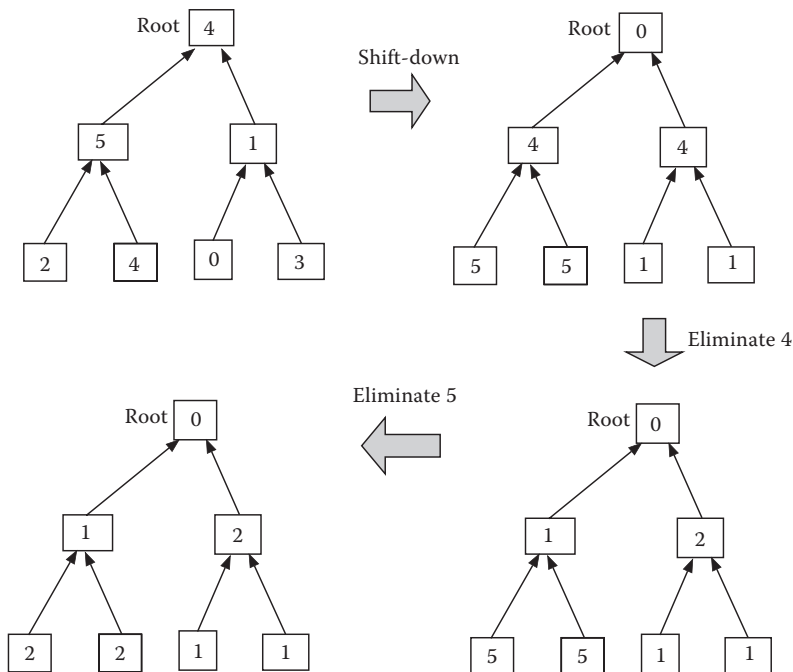 Root 4
5 1
2 4 0 3
Shift-down
Root 0
4 4
5 5 1 1
Eliminate 4
Root 0
1 2
5 5 1 1
Eliminate 5
Root 0
1 2
2 2 1 1